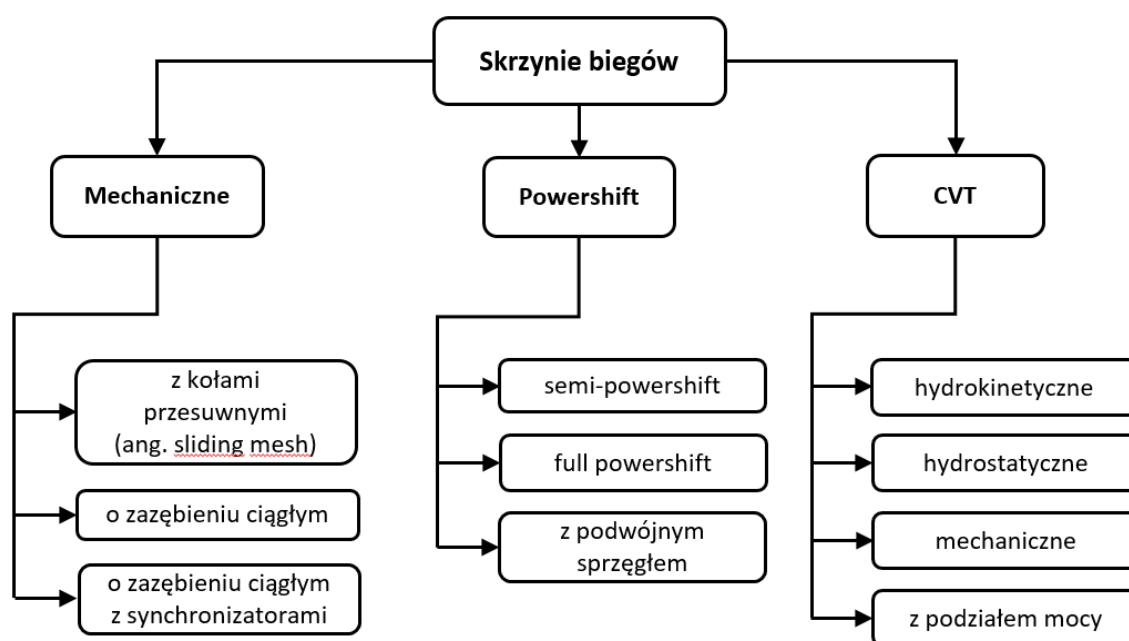 Skrzynie biegów
Mechaniczne
Powershift
CVT
z kołami
przesuwnymi
(ang. sliding mesh)
o zazębieniu ciągłym
o zazębieniu ciągłym
z synchronizatorami
semi-powershift
full powershift
z podwójnym
sprzęgłem
hydrokinetyczne
hydrostatyczne
mechaniczne
z podziałem mocy